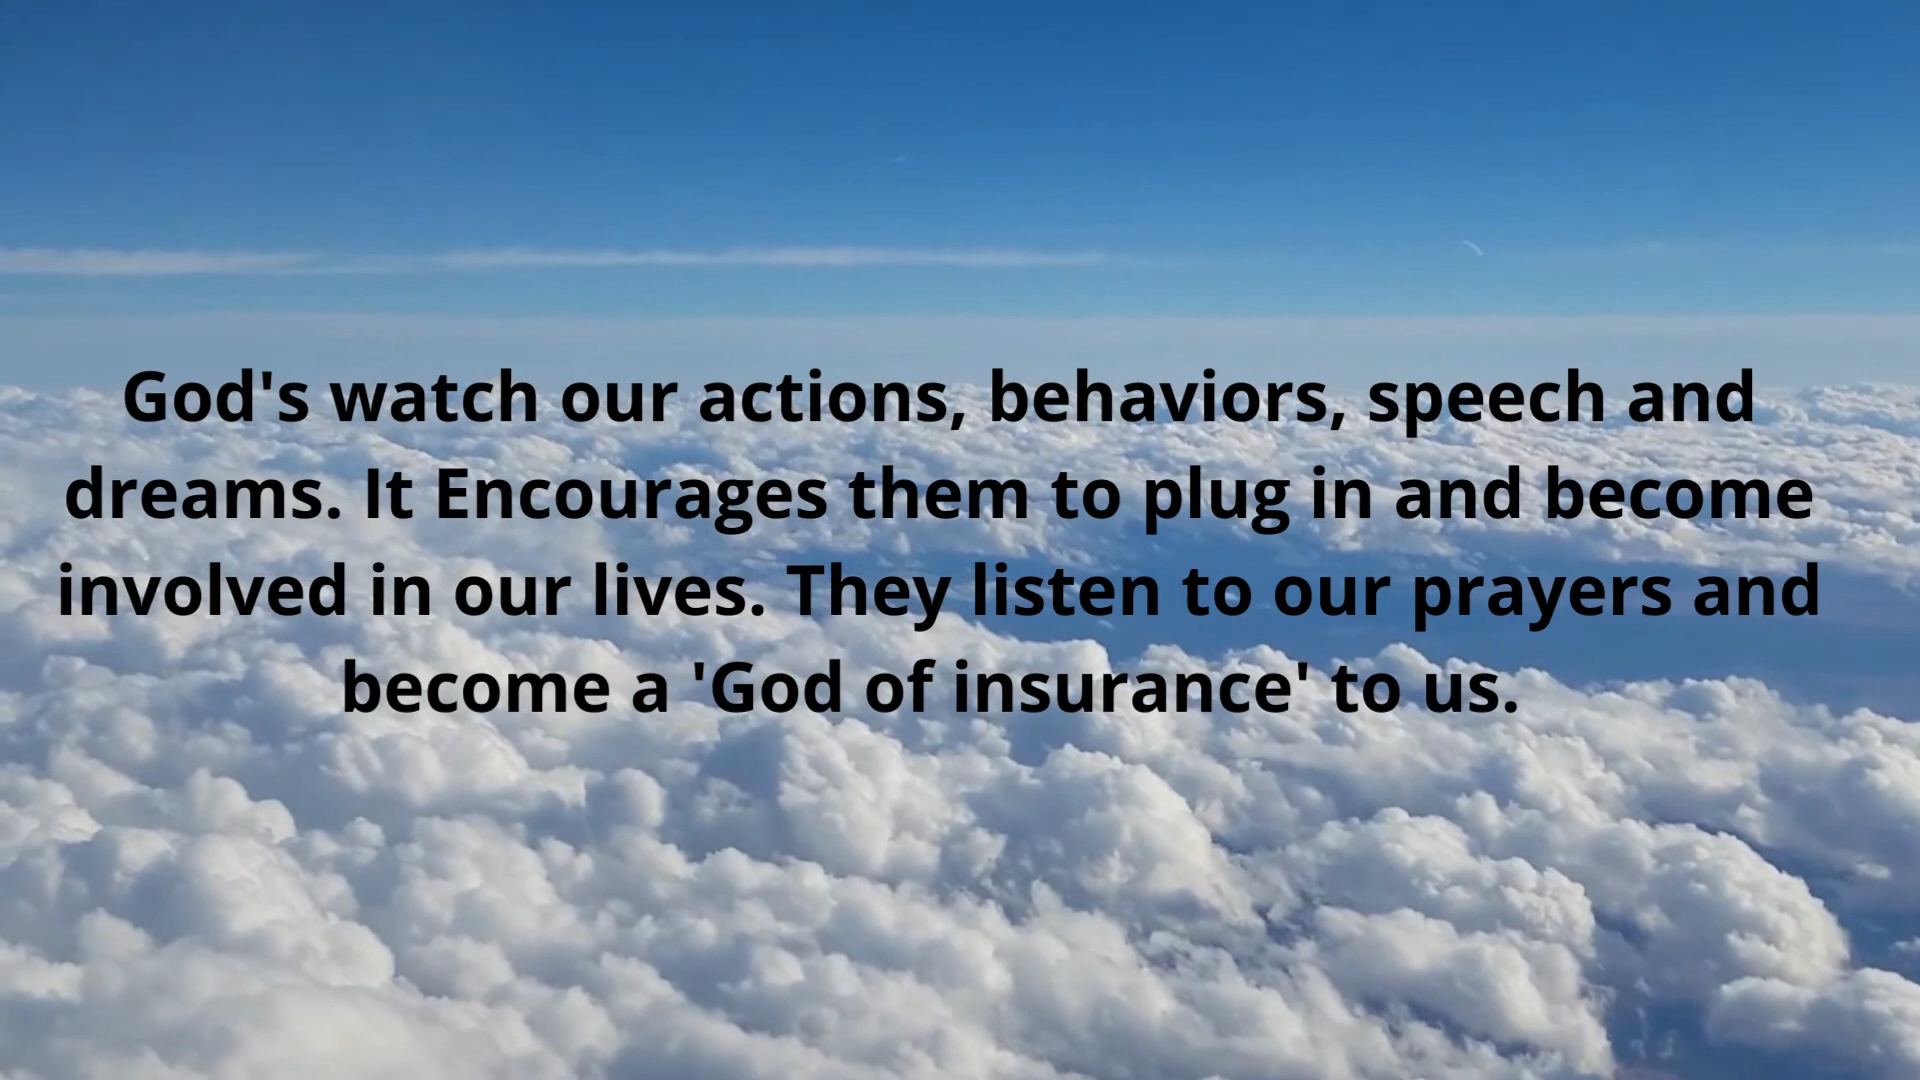 God's watch our actions, behaviors, speech and
dreams. It Encourages them to plug in and become
involved in our lives. They listen to our prayers and
become a 'God of insurance' to us.